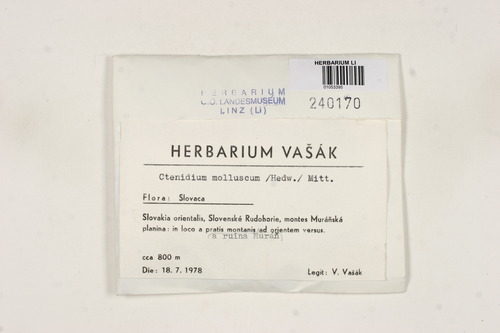 HERBARIUM LI
01053395
HERBARIUM
O.Ö. LANDESMUSEUM
LINZ (LI)
240170
HERBARIUM VAŠÁK
Ctenidium molluscum /Hedw./ Mitt.
Flora: Slovaca
Slovakia orientalis, Slovenské Rudohorie, montes Muráňská
planina: in loco a pratis montanis ad orientem versus.
a ruina Muráň
cca 800 m
Die: 18. 7. 1978
Legit: V. Vašák